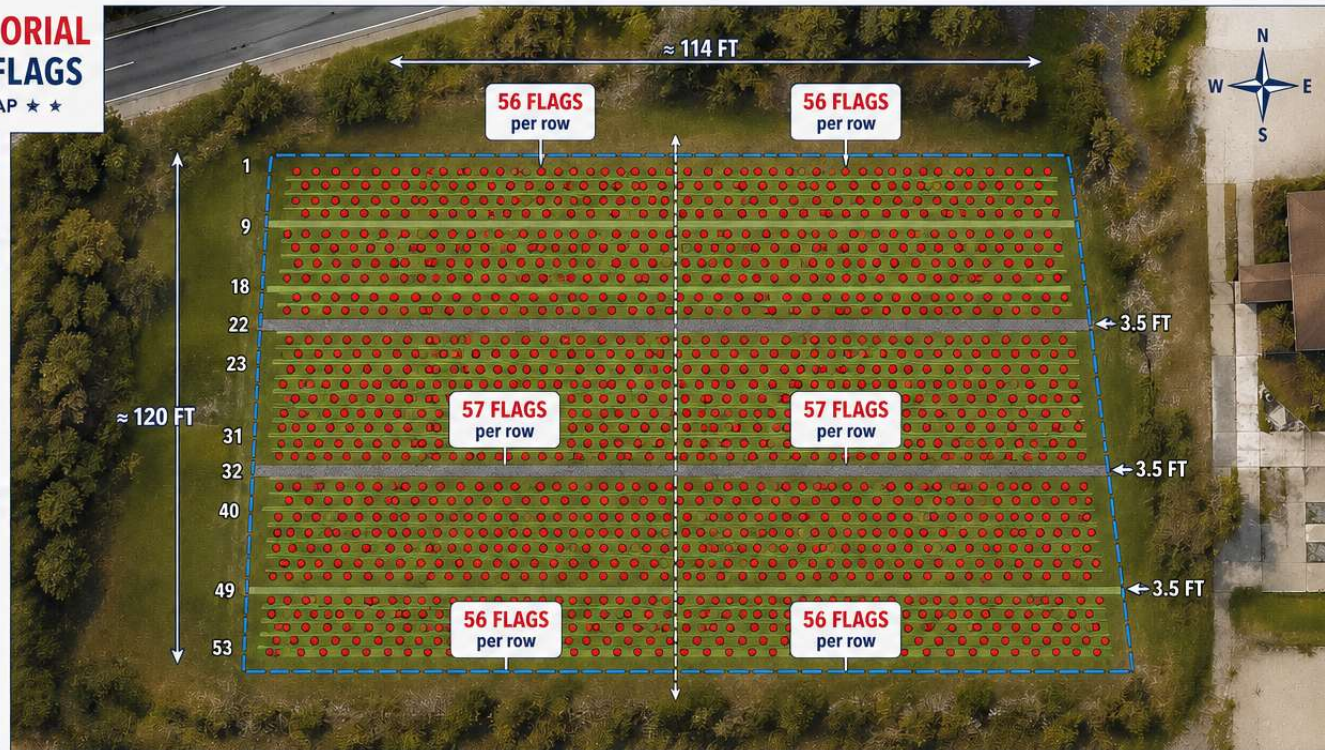 ORIAL
FLAGS
AP ★ ★
≈ 114 FT
N
W E
S
56 FLAGS
per row
56 FLAGS
per row
1
9
18
22
← 3.5 FT
23
≈ 120 FT
57 FLAGS
per row
57 FLAGS
per row
31
32
← 3.5 FT
40
49
← 3.5 FT
56 FLAGS
per row
56 FLAGS
per row
53